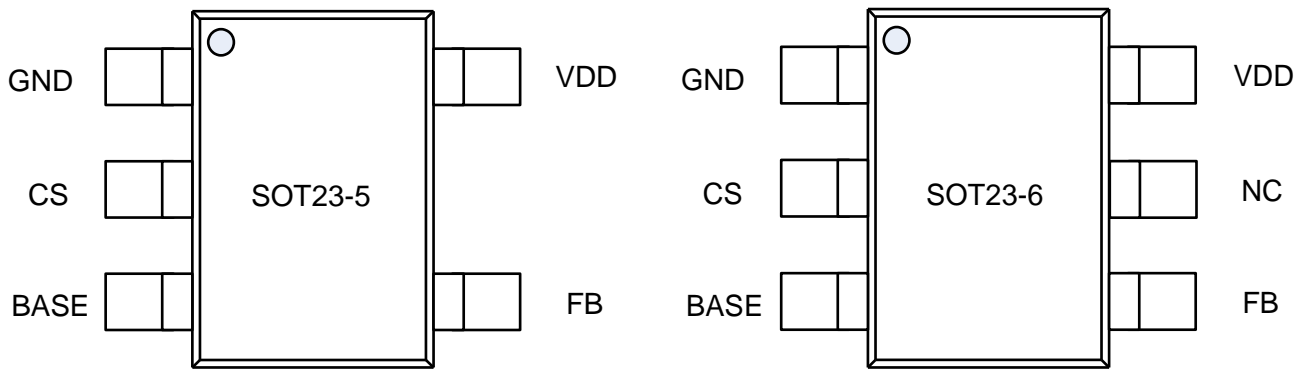 GND VDD
CS SOT23-5
BASE FB
GND VDD
CS SOT23-6 NC
BASE FB